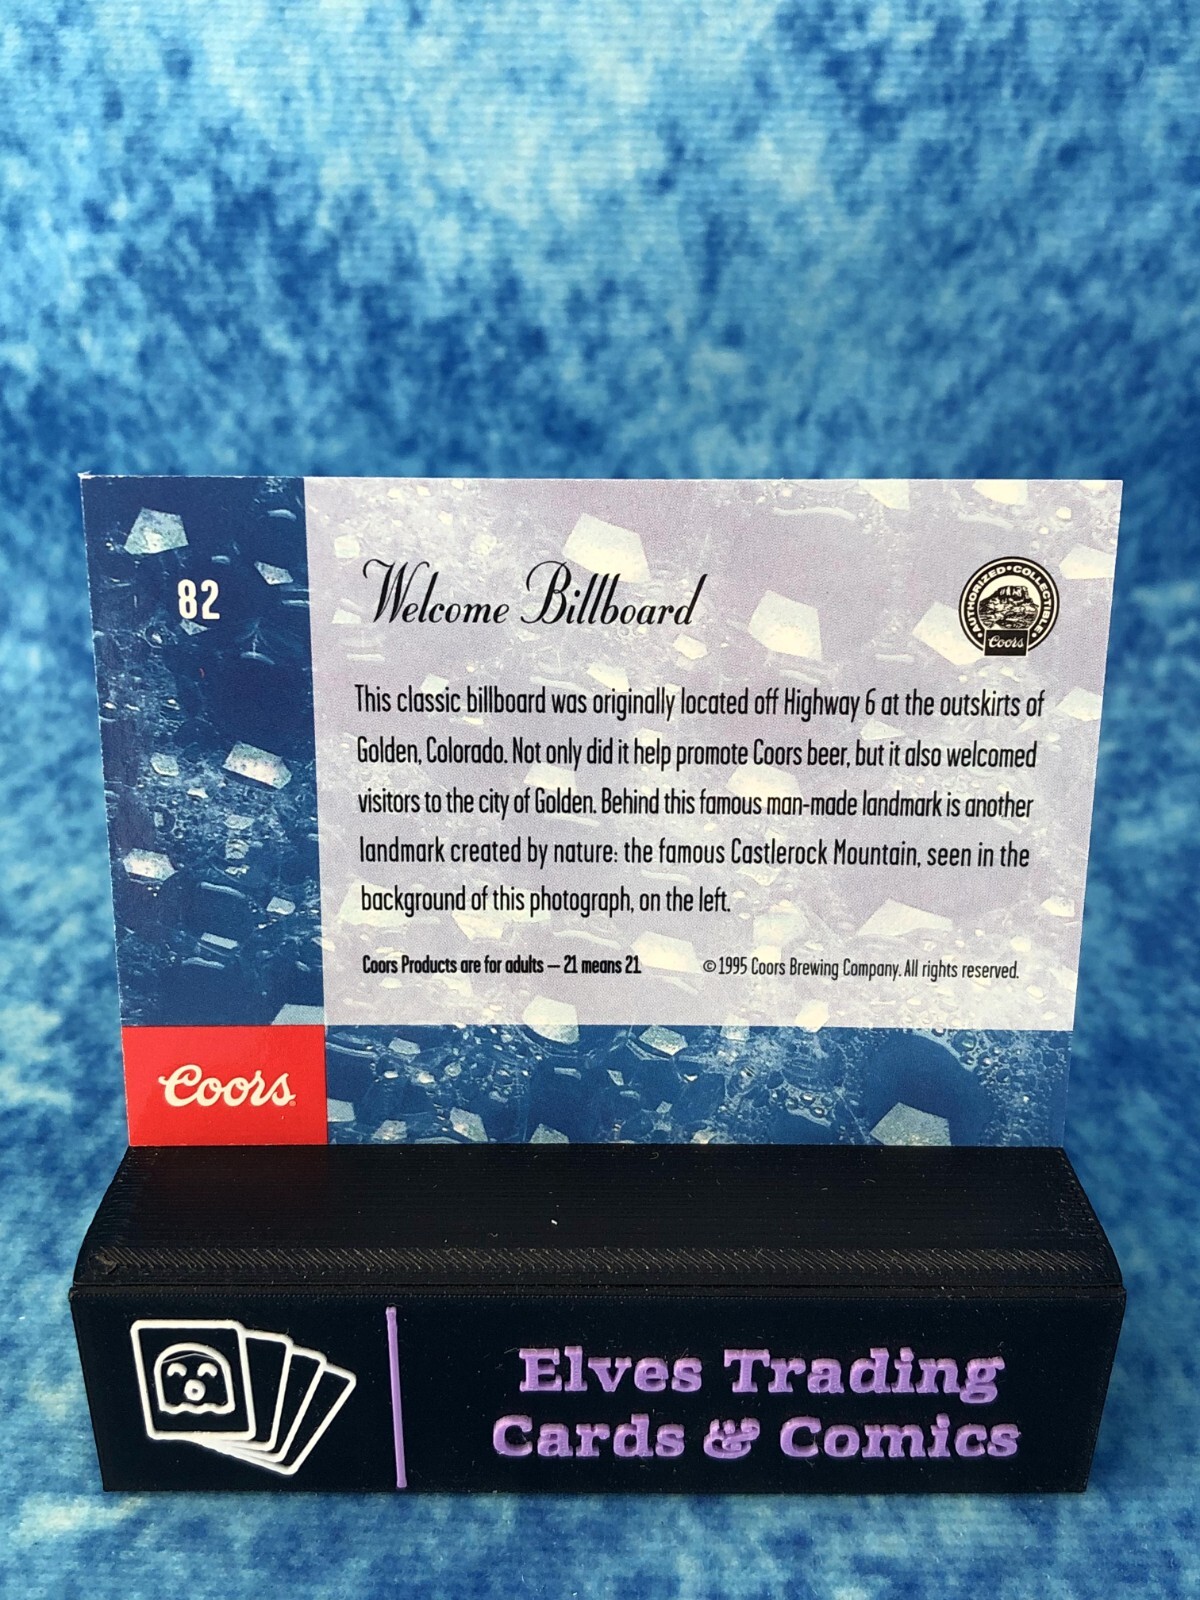 82
Welcome Billboard
AUTHORIZED • COLLECTIBLE
Coors
This classic billboard was originally located off Highway 6 at the outskirts of
Golden, Colorado. Not only did it help promote Coors beer, but it also welcomed
visitors to the city of Golden. Behind this famous man-made landmark is another
landmark created by nature: the famous Castlerock Mountain, seen in the
background of this photograph, on the left.
Coors Products are for adults – 21 means 21
©1995 Coors Brewing Company. All rights reserved.
Coors
Elves Trading
Cards & Comics